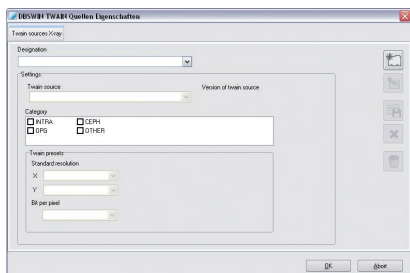 DBSWIN TWAIN Quellen Eigenschaften
Twain sources X-ray
Designation
Settings
Twain source Version of twain source
Category
INTRA CEPH
OPG OTHER
Twain presets
Standard resolution
X
Y
Bit per pixel
OK Abort